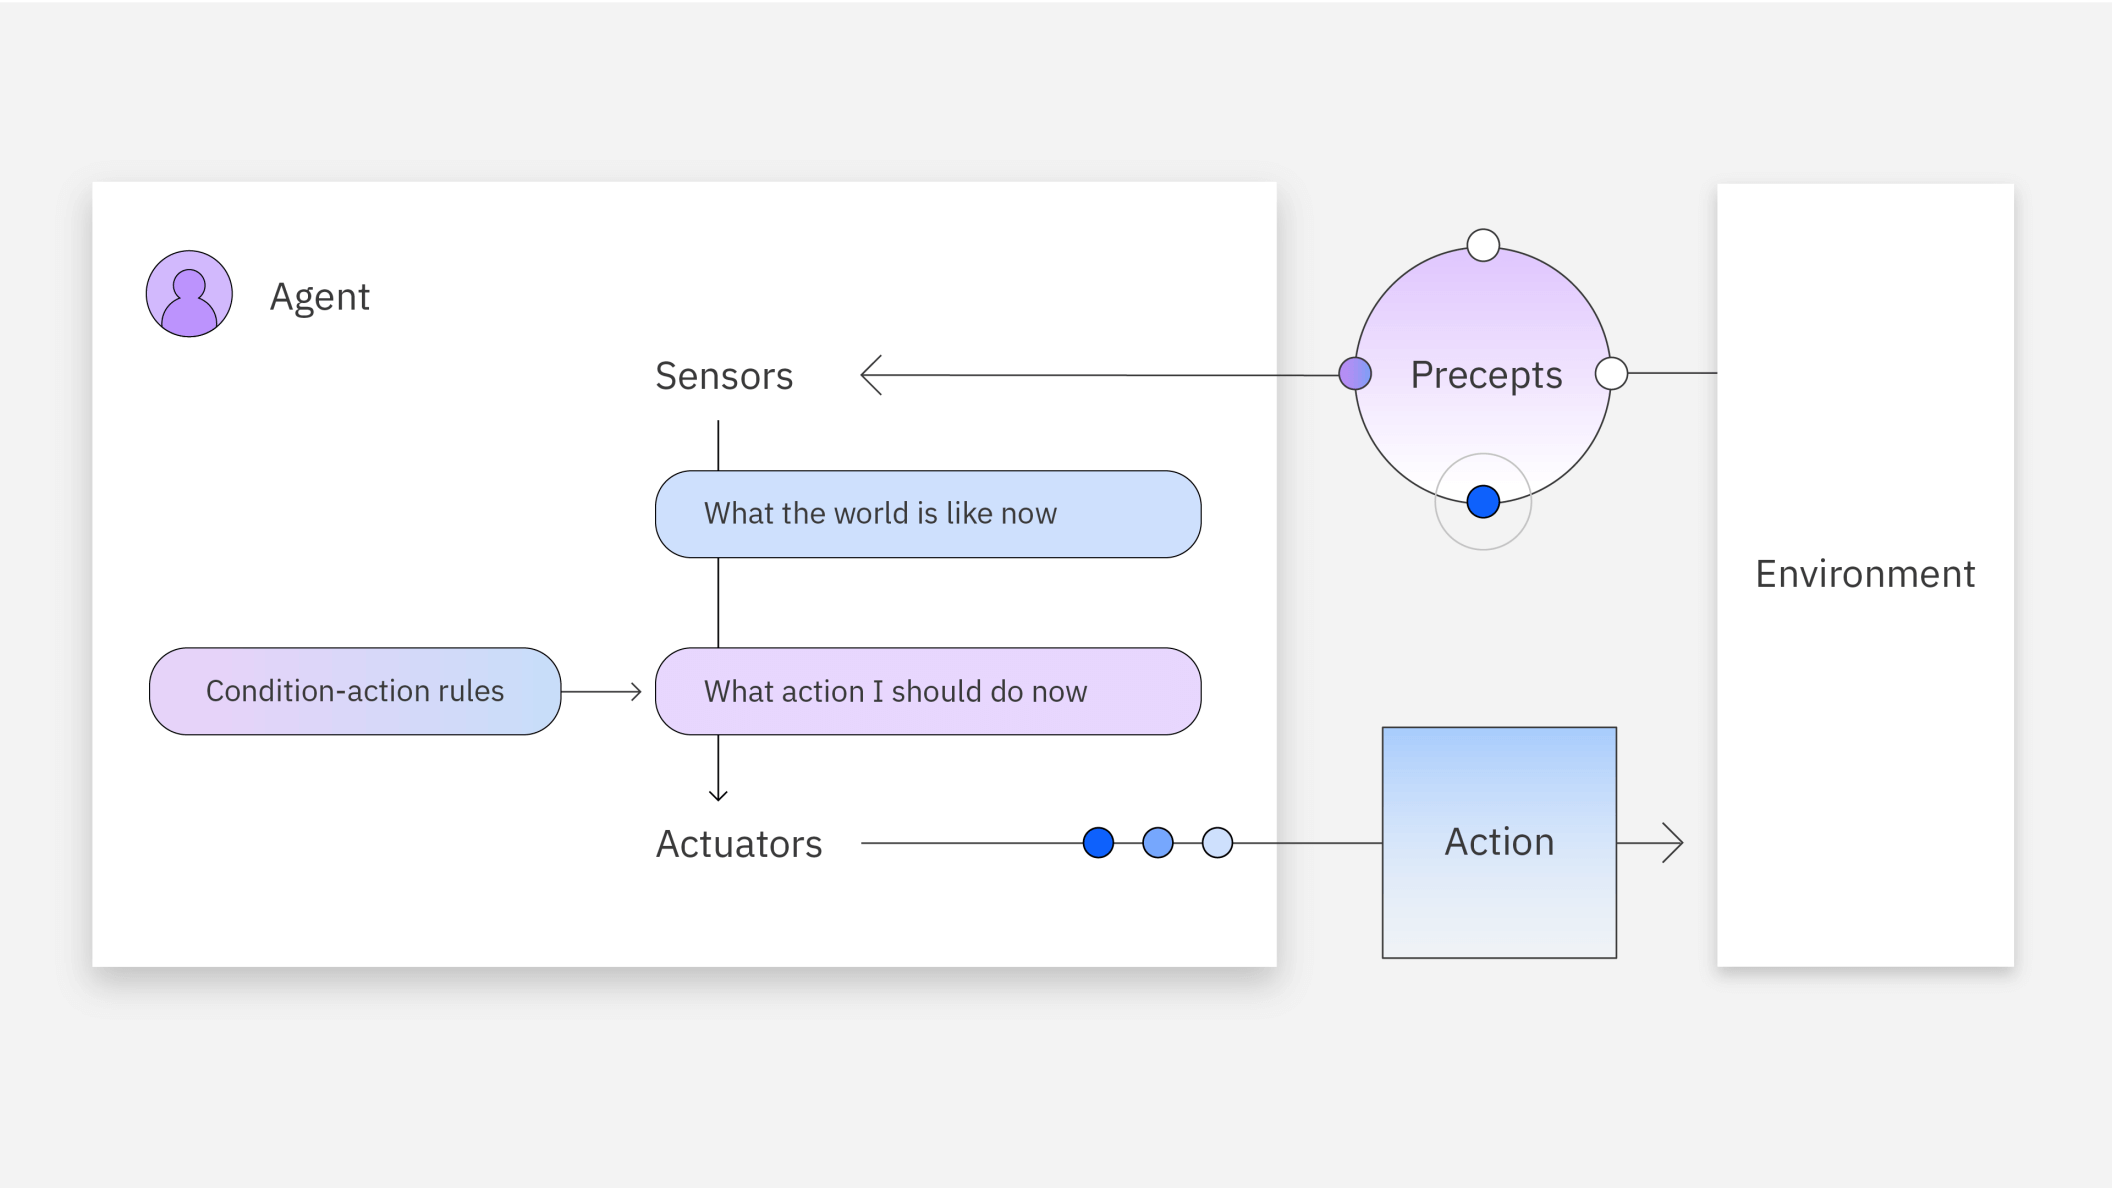 Agent
Sensors
Precepts
What the world is like now
Environment
Condition-action rules
What action I should do now
Actuators
Action